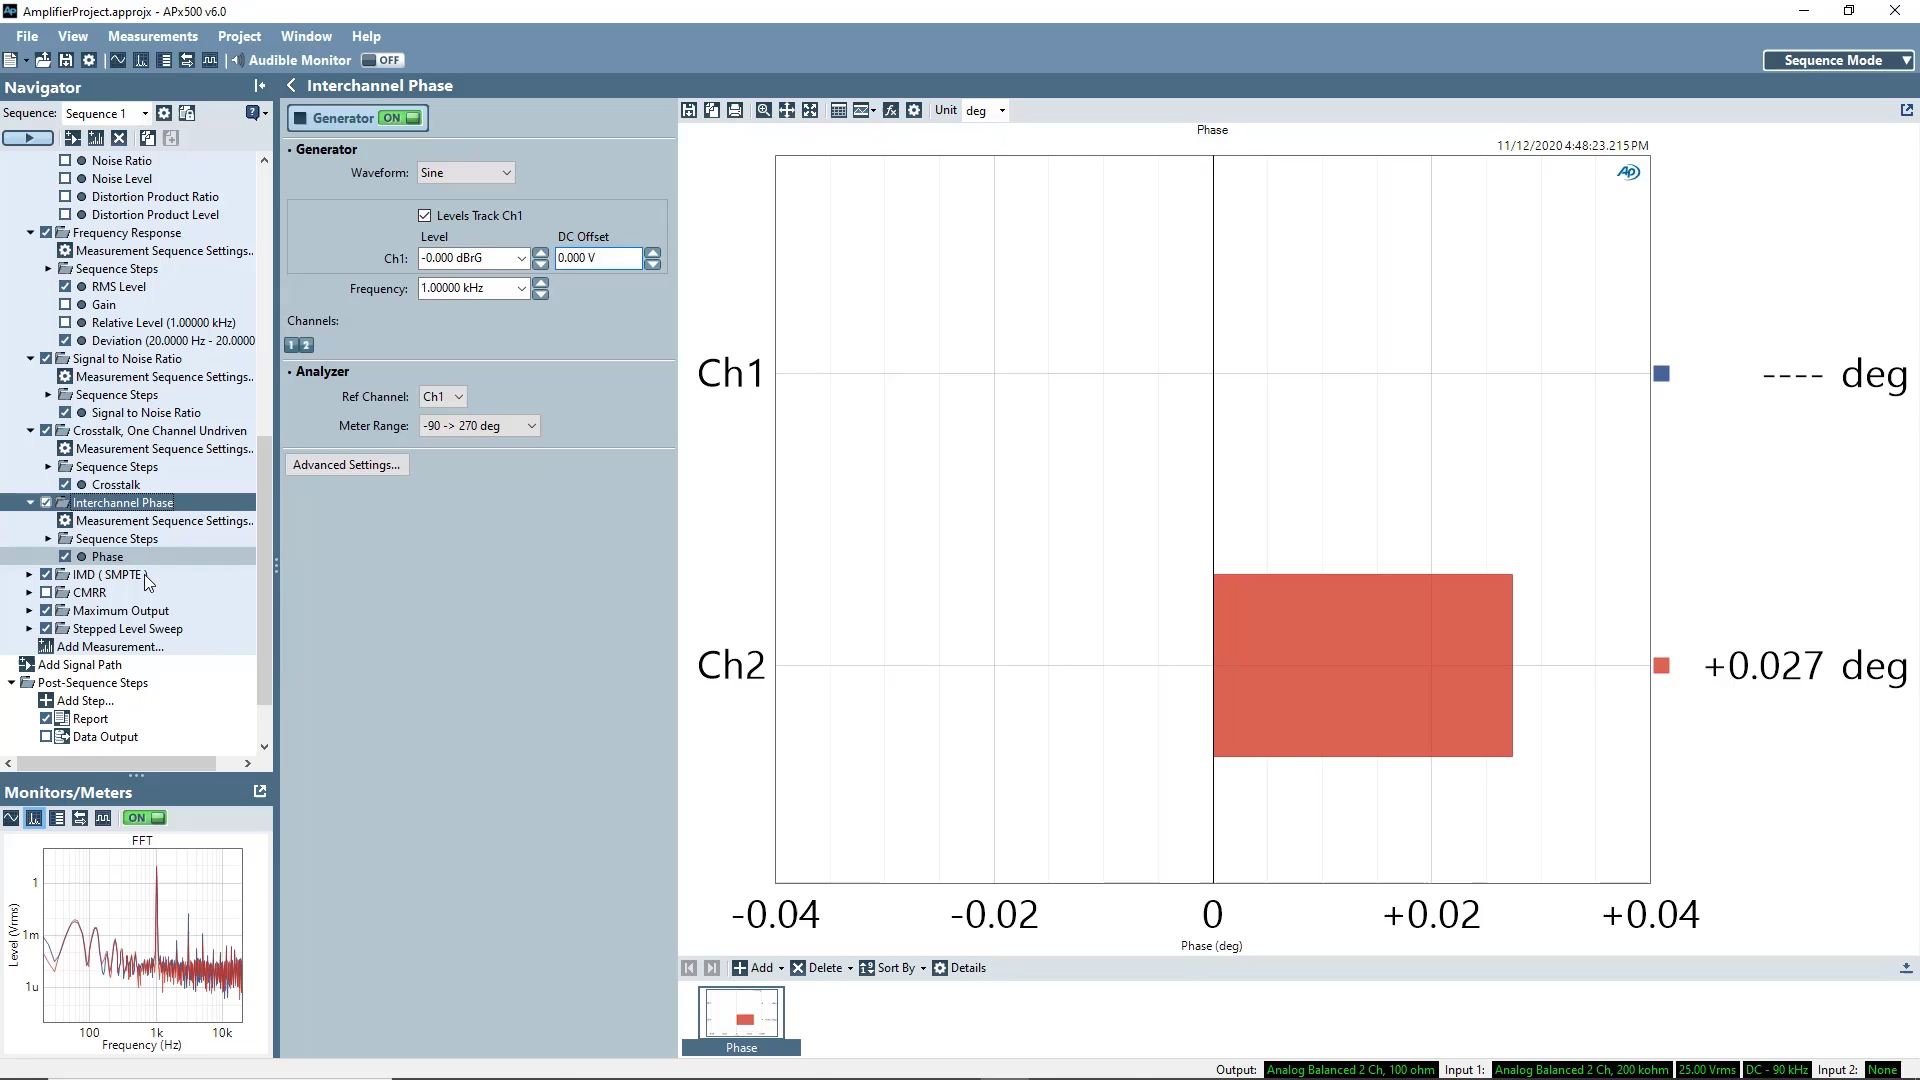 AmplifierProject.approjx - APx500 v6.0
File View Measurements Project Window Help
Audible Monitor OFF
Sequence Mode
Navigator
Sequence: Sequence 1
Noise Ratio
Noise Level
Distortion Product Ratio
Distortion Product Level
Frequency Response
Measurement Sequence Settings..
Sequence Steps
RMS Level
Gain
Relative Level (1.00000 kHz)
Deviation (20.0000 Hz - 20.0000
Signal to Noise Ratio
Measurement Sequence Settings..
Sequence Steps
Signal to Noise Ratio
Crosstalk, One Channel Undriven
Measurement Sequence Settings..
Sequence Steps
Crosstalk
Interchannel Phase
Measurement Sequence Settings..
Sequence Steps
Phase
IMD ( SMPTE )
CMRR
Maximum Output
Stepped Level Sweep
Add Measurement...
Add Signal Path
Post-Sequence Steps
Add Step...
Report
Data Output
Monitors/Meters
ON
FFT
Level (Vrms)
1
1m
1u
100 1k 10k
Frequency (Hz)
Interchannel Phase
Generator ON
Generator
Waveform: Sine
Levels Track Ch1
Level DC Offset
Ch1: -0.000 dBrG 0.000 V
Frequency: 1.00000 kHz
Channels:
1 2
Analyzer
Ref Channel: Ch1
Meter Range: -90 -> 270 deg
Advanced Settings...
Unit deg
Phase
11/12/2020 4:48:23.215 PM
AP
Ch1 ---- deg
Ch2 +0.027 deg
-0.04 -0.02 0 +0.02 +0.04
Phase (deg)
Add Delete Sort By Details
Phase
Output: Analog Balanced 2 Ch, 100 ohm Input 1: Analog Balanced 2 Ch, 200 kohm 25.00 Vrms DC - 90 kHz Input 2: None